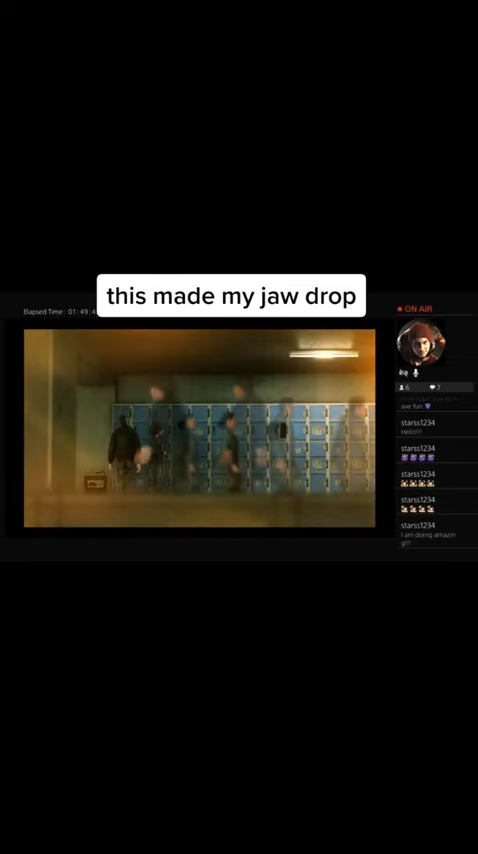 this made my jaw drop
Elapsed Time : 01:49:4
ON AIR
6
7
ave fun
starss1234
Hello!!!
starss1234
starss1234
starss1234
starss1234
I am doing amazin
g!!!